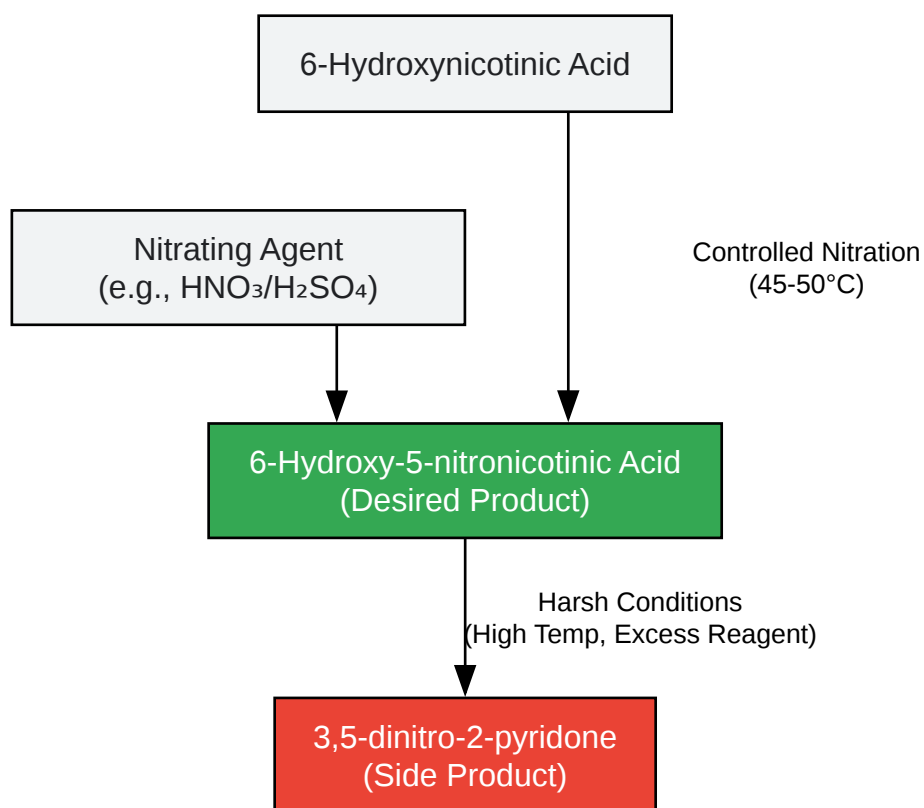 6-Hydroxynicotinic Acid
Nitrating Agent
(e.g., HNO₃/H₂SO₄)
Controlled Nitration
(45-50°C)
6-Hydroxy-5-nitronicotinic Acid
(Desired Product)
Harsh Conditions
(High Temp, Excess Reagent)
3,5-dinitro-2-pyridone
(Side Product)